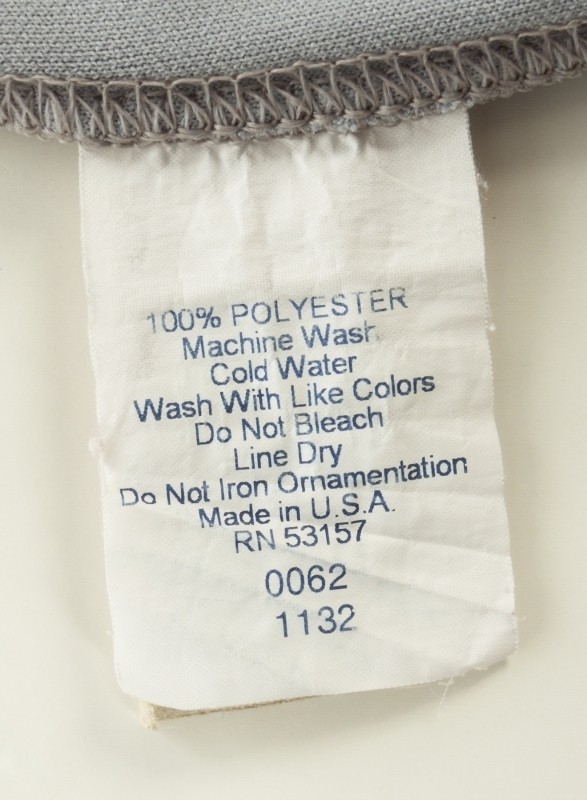 100% POLYESTER
Machine Wash
Cold Water
Wash With Like Colors
Do Not Bleach
Line Dry
Do Not Iron Ornamentation
Made in U.S.A.
RN 53157
0062
1132